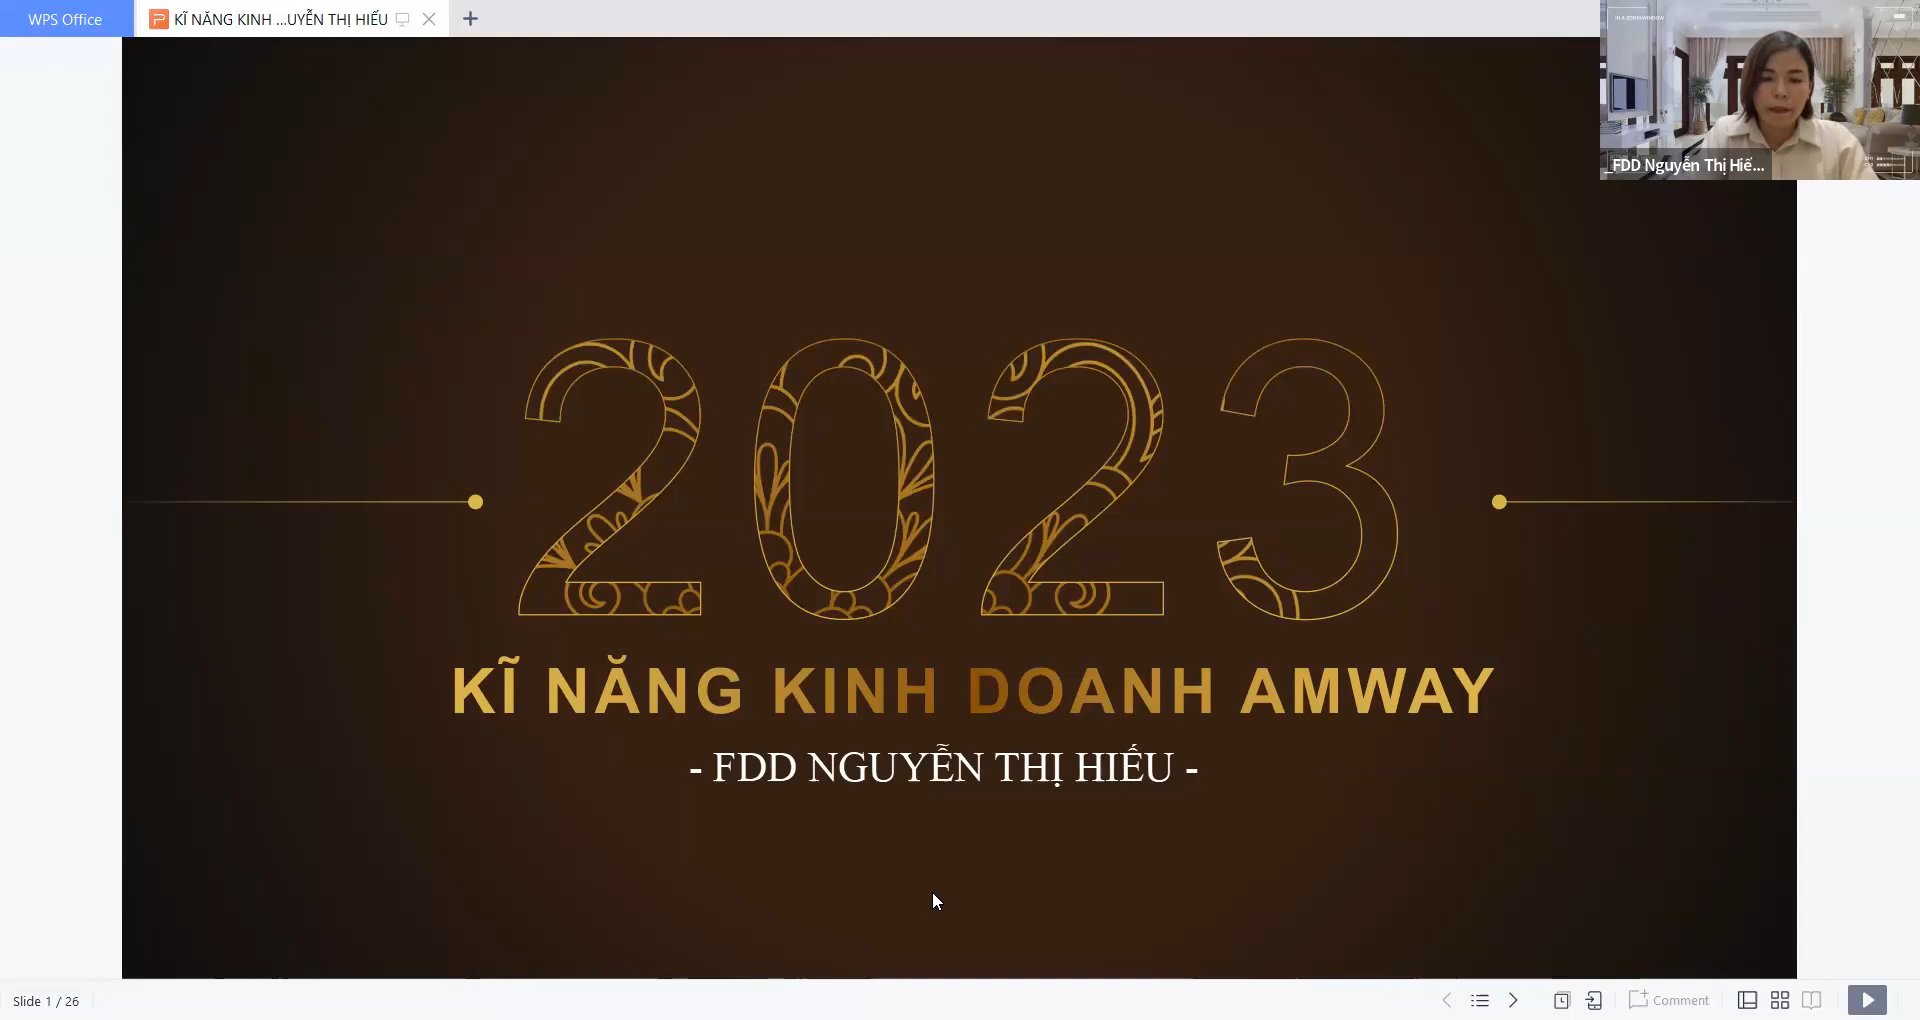 WPS Office
KĨ NĂNG KINH ...UYỄN THỊ HIẾU
FDD Nguyễn Thị Hiế...
2023
KĨ NĂNG KINH DOANH AMWAY
- FDD NGUYỄN THỊ HIẾU -
Slide 1 / 26
Comment